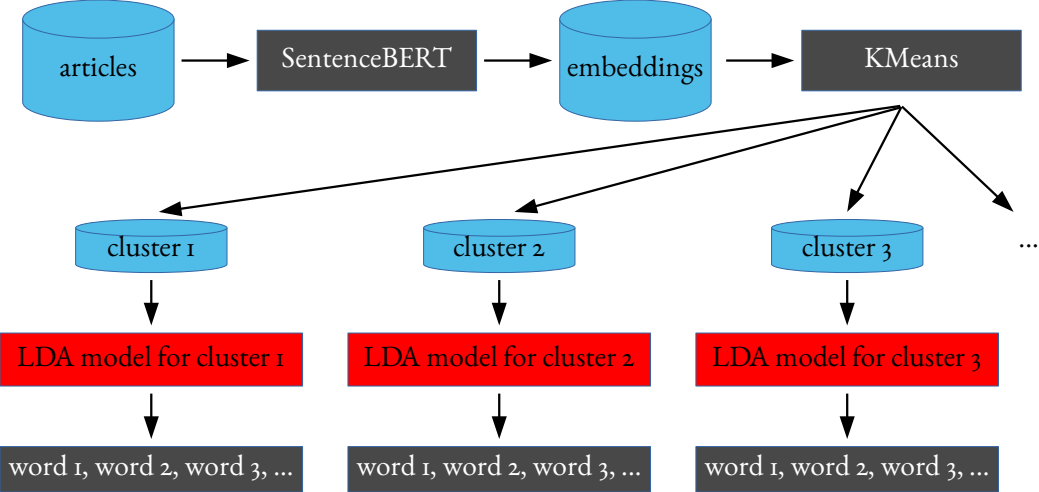 articles
SentenceBERT
embeddings
KMeans
cluster 1
cluster 2
cluster 3
...
LDA model for cluster 1
LDA model for cluster 2
LDA model for cluster 3
word 1, word 2, word 3, ...
word 1, word 2, word 3, ...
word 1, word 2, word 3, ...